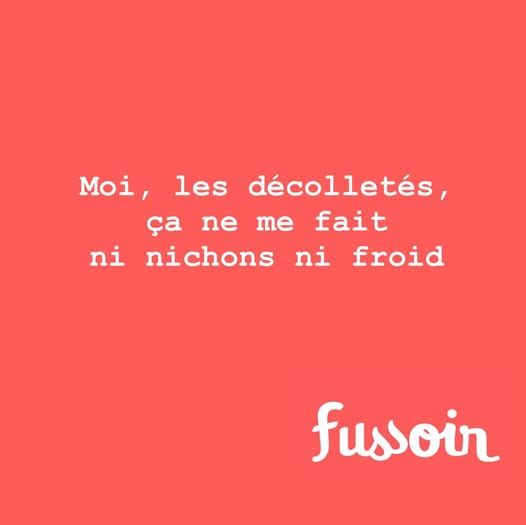 Moi, les décolletés,
ça ne me fait
ni nichons ni froid
fussoir